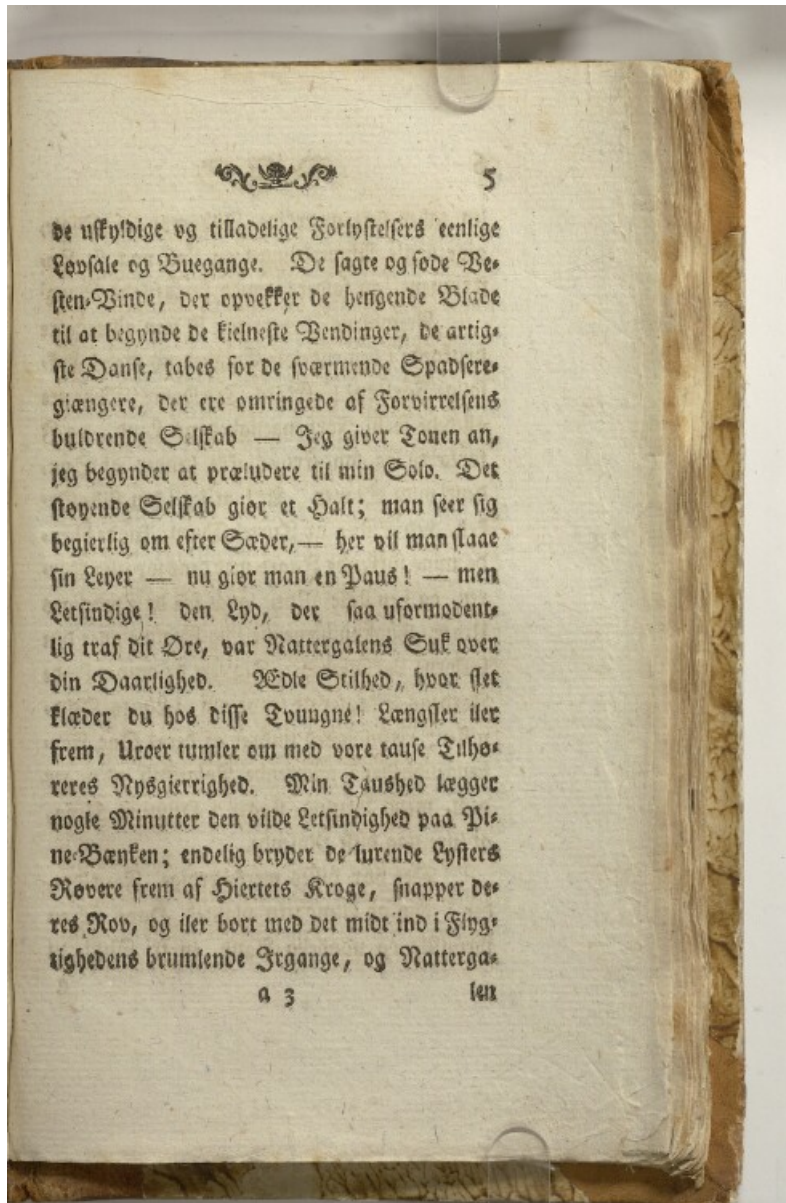 5
de uskyldige og tilladelige Forlystelsers eenlige
Løvsale og Buegange. De sagte og søde Ve-
sten-Vinde, der opvekker de hengende Blade
til at begynde de kielneste Vendinger, de artig-
ste Danse, tabes for de sværmende Spadsere-
giængere, der ere omringede af Forvirrelsens
buldrende Selskab — Jeg giver Tonen an,
jeg begynder at præludere til min Solo. Det
støyende Selskab giør et Halt; man seer sig
begierlig om efter Sæder, — her vil man slaae
sin Leyer — nu giør man en Paus! — men
Letsindige! den Lyd, der saa uformodent-
lig traf dit Øre, var Nattergalens Suk over
din Daarlighed. Ædle Stilhed, hvor slet
klæder du hos disse Tvungne! Længsler iler
frem, Uroer tumler om med vore tause Tilhø-
reres Nysgierrighed. Min Taushed lægger
nogle Minutter den vilde Letsindighed paa Pi-
ne-Bænken; endelig bryder de lurende Lysters
Røvere frem af Hiertets Kroge, snapper de-
res Rov, og iler bort med det midt ind i Flyg-
tighedens brumlende Irgange, og Natterga-
a 3 len